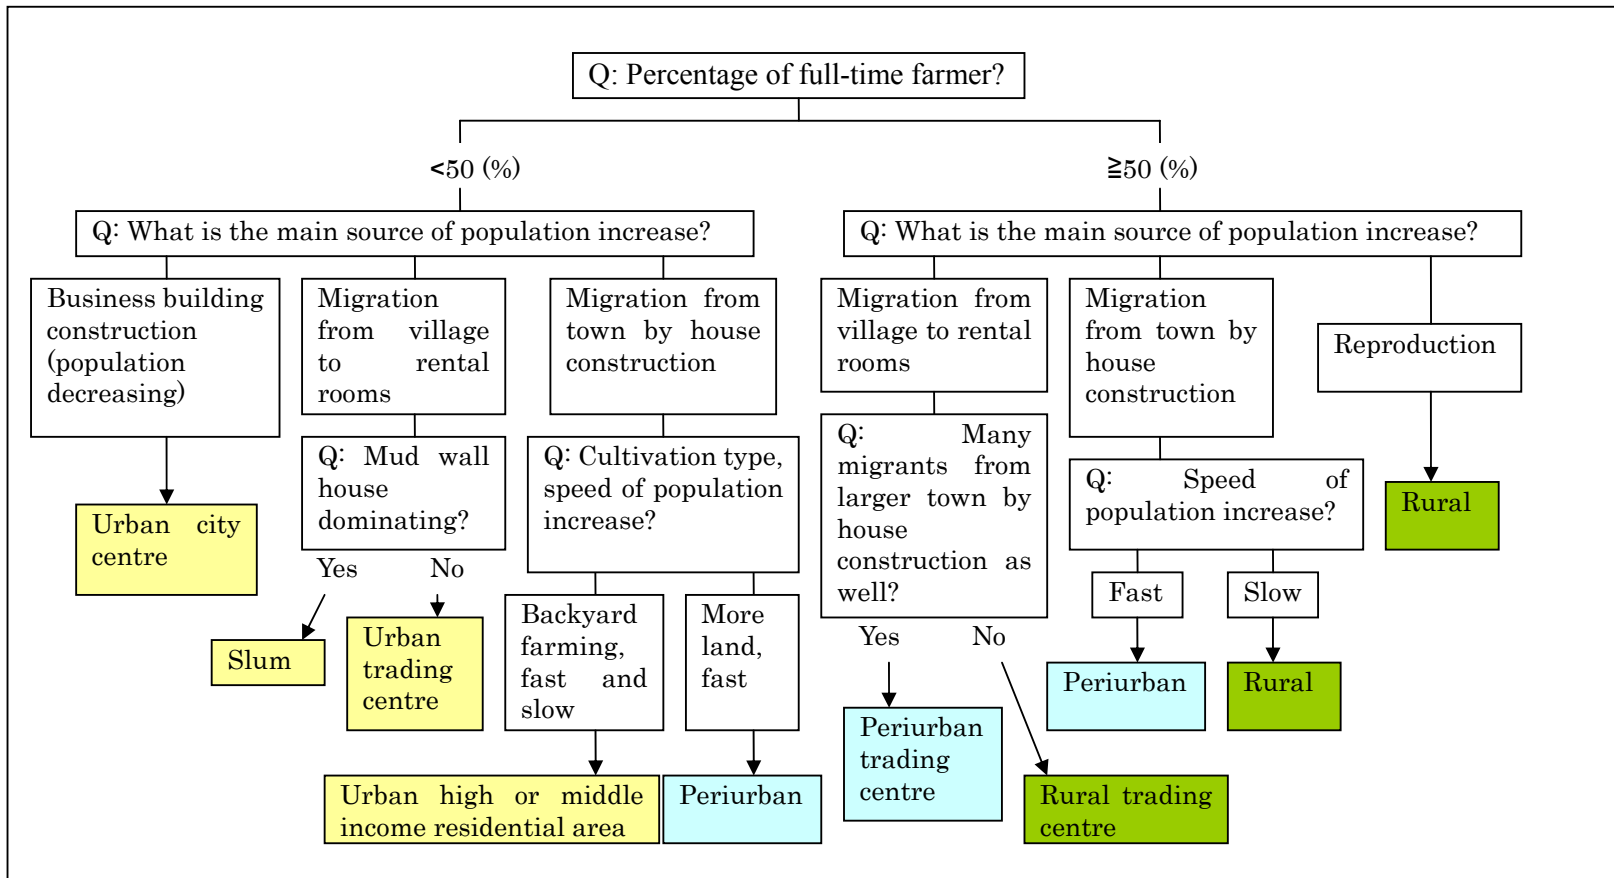 Q: Percentage of full-time farmer?
<50 (%)
≧50 (%)
Q: What is the main source of population increase?
Q: What is the main source of population increase?
Business building
construction
(population
decreasing)
Migration
from village
to rental
rooms
Migration from
town by house
construction
Migration from
village to rental
rooms
Migration
from town by
house
construction
Reproduction
Q: Mud wall
house
dominating?
Q: Cultivation type,
speed of population
increase?
Q: Many
migrants from
larger town by
house
construction as
well?
Q: Speed of
population increase?
Rural
Urban city
centre
Yes
No
Slum
Urban
trading
centre
Backyard
farming,
fast and
slow
More
land,
fast
Yes
No
Fast
Slow
Periurban
Rural
Urban high or middle
income residential area
Periurban
Periurban
trading
centre
Rural trading
centre